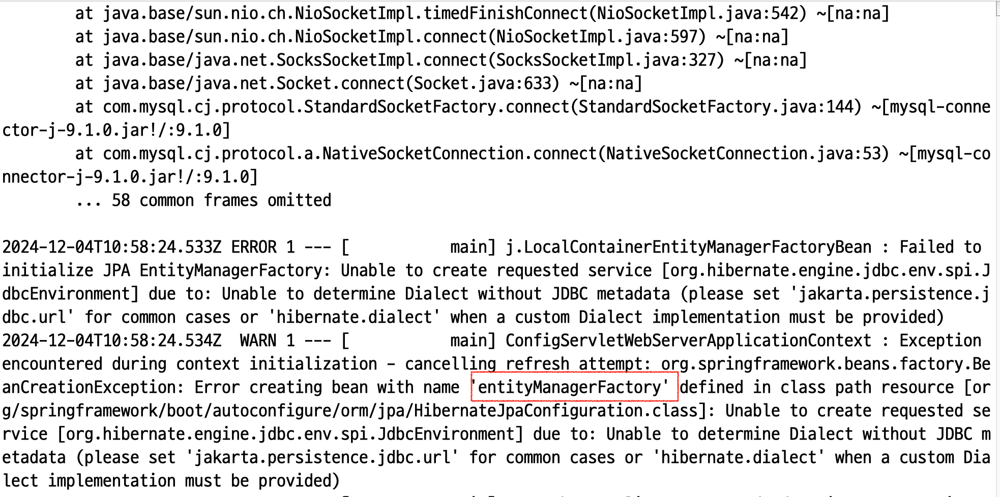 at java.base/sun.nio.ch.NioSocketImpl.timedFinishConnect(NioSocketImpl.java:542) ~[na:na]
at java.base/sun.nio.ch.NioSocketImpl.connect(NioSocketImpl.java:597) ~[na:na]
at java.base/java.net.SocksSocketImpl.connect(SocksSocketImpl.java:327) ~[na:na]
at java.base/java.net.Socket.connect(Socket.java:633) ~[na:na]
at com.mysql.cj.protocol.StandardSocketFactory.connect(StandardSocketFactory.java:144) ~[mysql-conne
ctor-j-9.1.0.jar!/:9.1.0]
at com.mysql.cj.protocol.a.NativeSocketConnection.connect(NativeSocketConnection.java:53) ~[mysql-co
nnector-j-9.1.0.jar!/:9.1.0]
... 58 common frames omitted
2024-12-04T10:58:24.533Z ERROR 1 --- [           main] j.LocalContainerEntityManagerFactoryBean : Failed to
initialize JPA EntityManagerFactory: Unable to create requested service [org.hibernate.engine.jdbc.env.spi.J
dbcEnvironment] due to: Unable to determine Dialect without JDBC metadata (please set 'jakarta.persistence.j
dbc.url' for common cases or 'hibernate.dialect' when a custom Dialect implementation must be provided)
2024-12-04T10:58:24.534Z  WARN 1 --- [           main] ConfigServletWebServerApplicationContext : Exception
encountered during context initialization - cancelling refresh attempt: org.springframework.beans.factory.Be
anCreationException: Error creating bean with name 'entityManagerFactory' defined in class path resource [or
g/springframework/boot/autoconfigure/orm/jpa/HibernateJpaConfiguration.class]: Unable to create requested se
rvice [org.hibernate.engine.jdbc.env.spi.JdbcEnvironment] due to: Unable to determine Dialect without JDBC m
etadata (please set 'jakarta.persistence.jdbc.url' for common cases or 'hibernate.dialect' when a custom Dia
lect implementation must be provided)